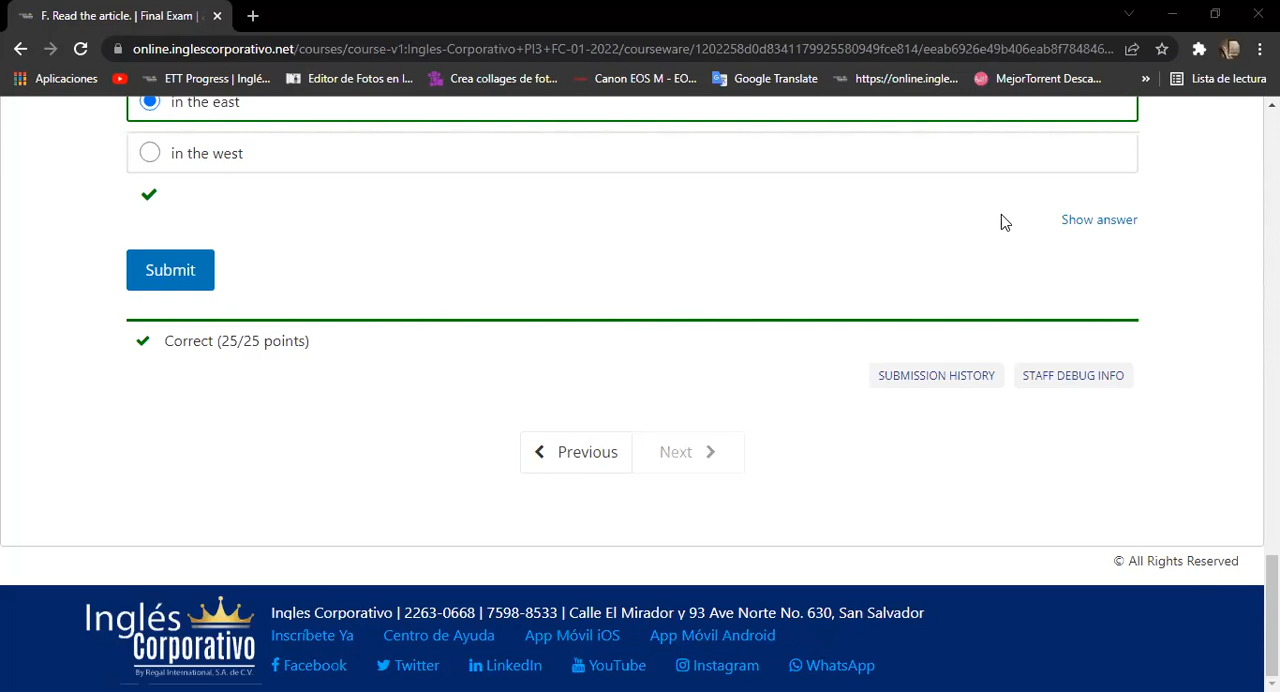 F. Read the article. | Final Exam |
online.inglescorporativo.net/courses/course-v1:Ingles-Corporativo+PI3+FC-01-2022/courseware/1202258d0d8341179925580949fce814/eeab6926e49b406eab8f784846...
Aplicaciones ETT Progress | Inglé... Editor de Fotos en l... Crea collages de fot... Canon EOS M - EO... Google Translate https://online.ingle... MejorTorrent Desca... » Lista de lectura
in the east
in the west
Show answer
Submit
Correct (25/25 points)
SUBMISSION HISTORY STAFF DEBUG INFO
Previous Next
© All Rights Reserved
Inglés Corporativo
By Regal International, S.A. de C.V.
Ingles Corporativo | 2263-0668 | 7598-8533 | Calle El Mirador y 93 Ave Norte No. 630, San Salvador
Inscríbete Ya Centro de Ayuda App Móvil iOS App Móvil Android
Facebook Twitter LinkedIn YouTube Instagram WhatsApp